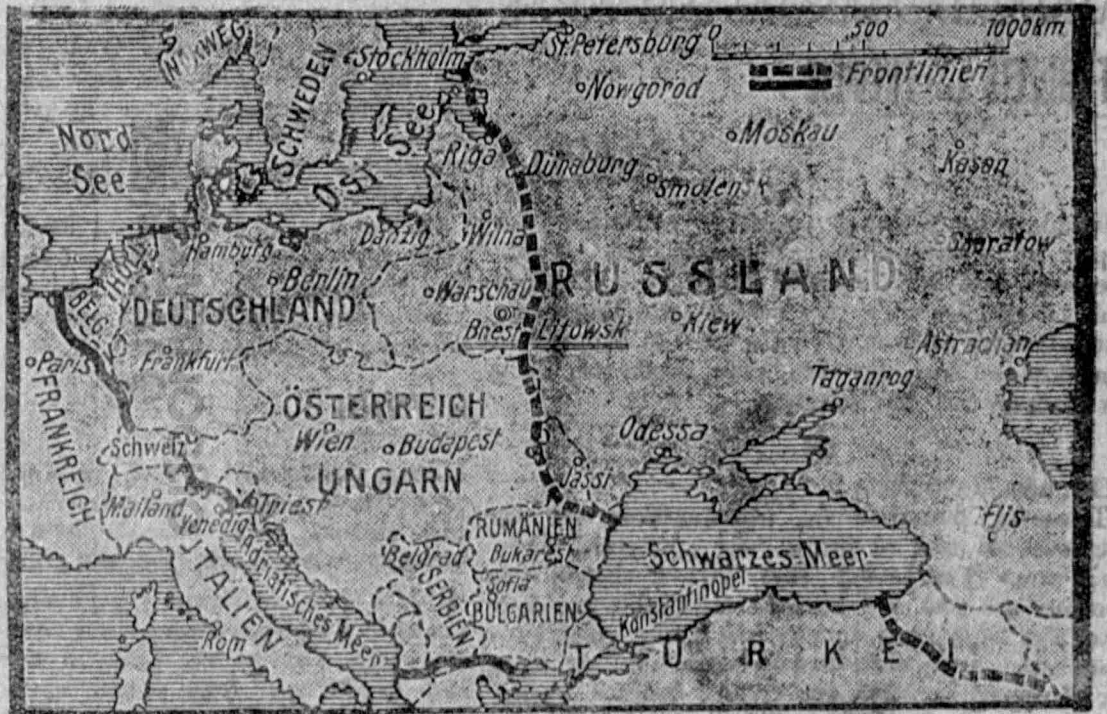 NORWEG
SCHWEDEN
Stockholm
St. Petersburg
0 500 1000 km
Frontlinien
Nowgorod
Moskau
Kasan
Nord
See
Ost See
Riga
Dünaburg
Smolensk
Danzig
Wilna
Saratow
Hamburg
Berlin
HOLL
BELG
DEUTSCHLAND
Warschau
RUSSLAND
Brest Litowsk
Kiew
Astrachan
Paris
Frankfurt
Taganrog
FRANKREICH
ÖSTERREICH
Wien
Budapest
Odessa
Schweiz
UNGARN
Jassi
Mailand
Venedig
Triest
RUMÄNIEN
Bukarest
Schwarzes Meer
Belgrad
Sofia
ITALIEN
Adriatisches Meer
SERBIEN
BULGARIEN
Konstantinopel
Rom
TÜRKEI